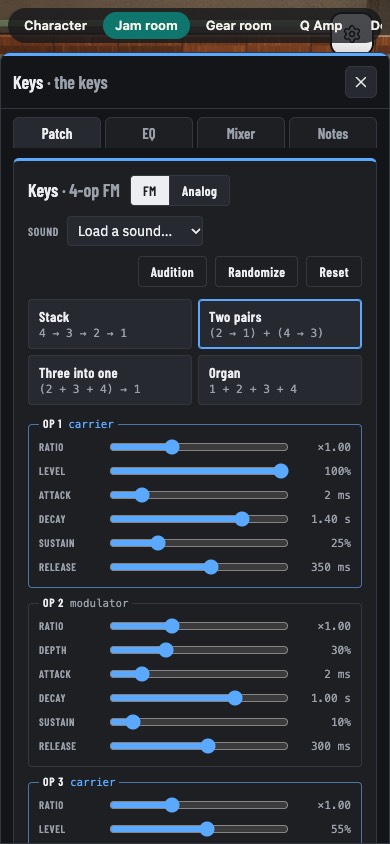 Character Jam room Gear room Q Amp
Keys · the keys
Patch EQ Mixer Notes
Keys · 4-op FM FM Analog
SOUND Load a sound...
Audition Randomize Reset
Stack
4 → 3 → 2 → 1
Two pairs
(2 → 1) + (4 → 3)
Three into one
(2 + 3 + 4) → 1
Organ
1 + 2 + 3 + 4
OP 1 carrier
RATIO ×1.00
LEVEL 100%
ATTACK 2 ms
DECAY 1.40 s
SUSTAIN 25%
RELEASE 350 ms
OP 2 modulator
RATIO ×1.00
DEPTH 30%
ATTACK 2 ms
DECAY 1.00 s
SUSTAIN 10%
RELEASE 300 ms
OP 3 carrier
RATIO ×1.00
LEVEL 55%